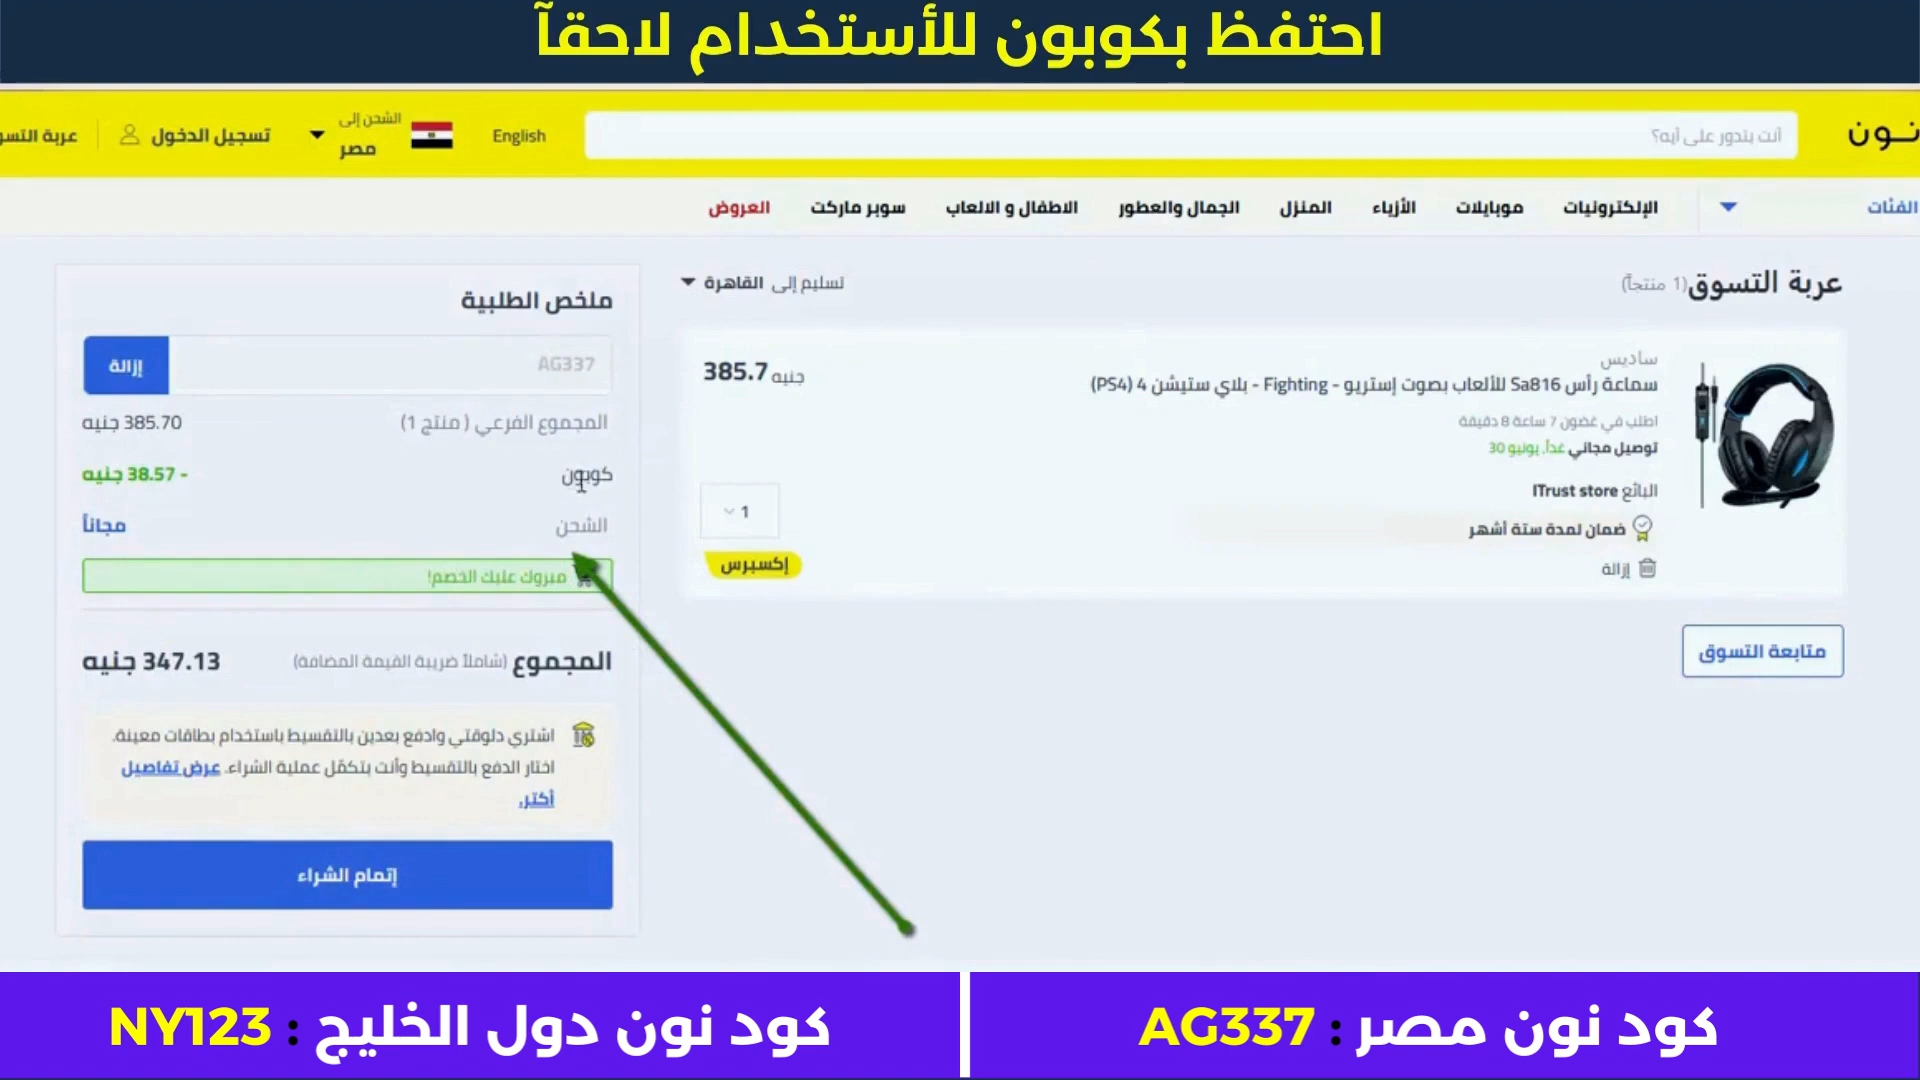 احتفظ بكوبون للأستخدام لاحقآ
نون
أنت بتدور على أيه؟
English
الشحن إلى
مصر
تسجيل الدخول
عربة التسو
الفئات
الإلكترونيات
موبايلات
الأزياء
المنزل
الجمال والعطور
الاطفال و الالعاب
سوبر ماركت
العروض
عربة التسوق (1 منتجاً)
تسليم إلى القاهرة
ساديس
سماعة رأس Sa816 للألعاب بصوت إستريو - Fighting - بلاي ستيشن 4 (PS4)
جنيه 385.7
اطلب في غضون 7 ساعة 8 دقيقة
توصيل مجاني غداً, يونيو 30
البائع ITrust store
ضمان لمدة ستة أشهر
إزالة
1
إكسبرس
متابعة التسوق
ملخص الطلبية
AG337
إزالة
المجموع الفرعي ( منتج 1)
385.70 جنيه
كوبون
- 38.57 جنيه
الشحن
مجاناً
مبروك عليك الخصم!
المجموع (شاملاً ضريبة القيمة المضافة)
347.13 جنيه
اشتري دلوقتي وادفع بعدين بالتقسيط باستخدام بطاقات معينة.
اختار الدفع بالتقسيط وأنت بتكمّل عملية الشراء. عرض تفاصيل
أكتر.
إتمام الشراء
كود نون مصر : AG337
كود نون دول الخليج : NY123